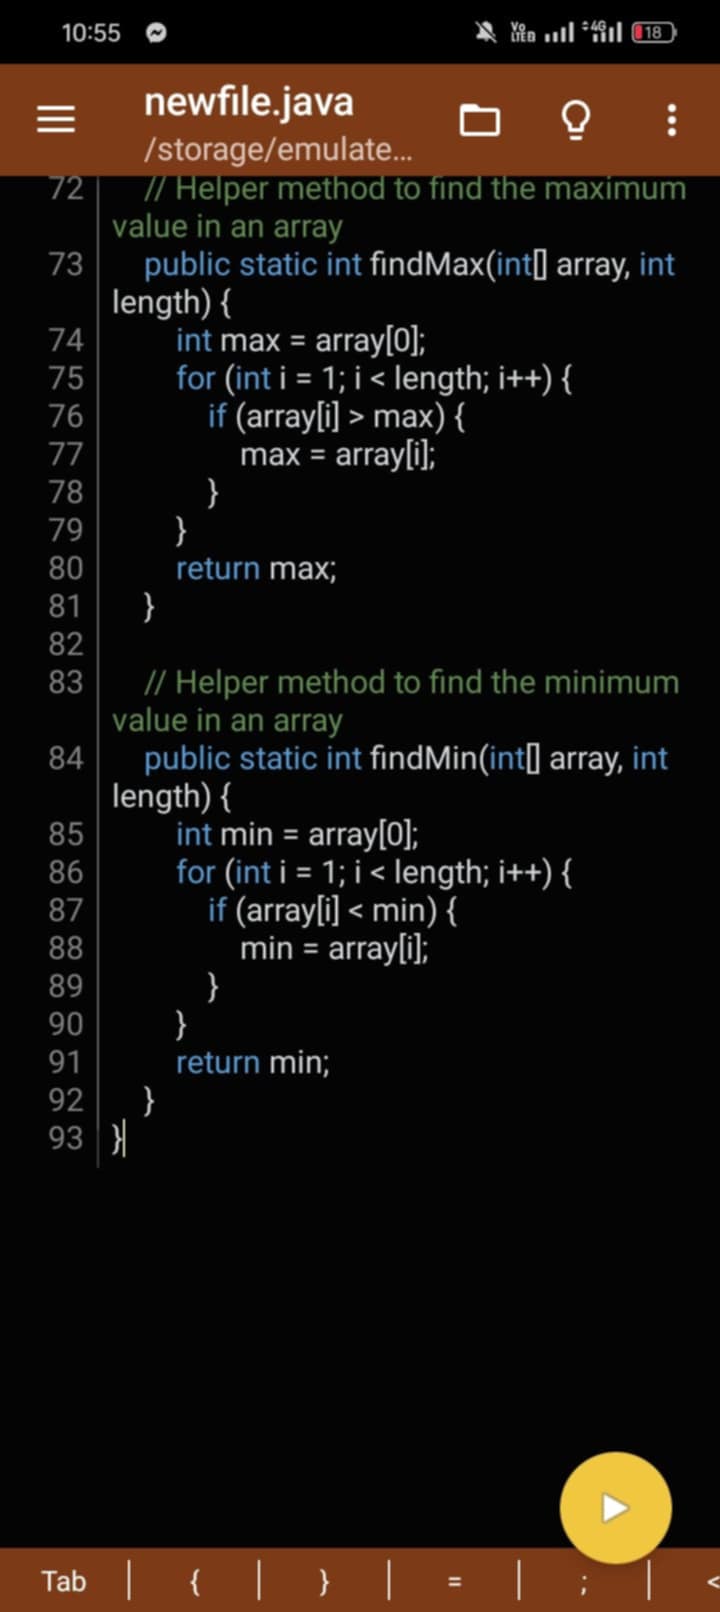 10:55 Vo LTE 4G 18
newfile.java
/storage/emulate...
72 // Helper method to find the maximum
value in an array
73 public static int findMax(int[] array, int
length) {
74 int max = array[0];
75 for (int i = 1; i < length; i++) {
76 if (array[i] > max) {
77 max = array[i];
78 }
79 }
80 return max;
81 }
82
83 // Helper method to find the minimum
value in an array
84 public static int findMin(int[] array, int
length) {
85 int min = array[0];
86 for (int i = 1; i < length; i++) {
87 if (array[i] < min) {
88 min = array[i];
89 }
90 }
91 return min;
92 }
93 }
Tab | { | } | = | ; | <